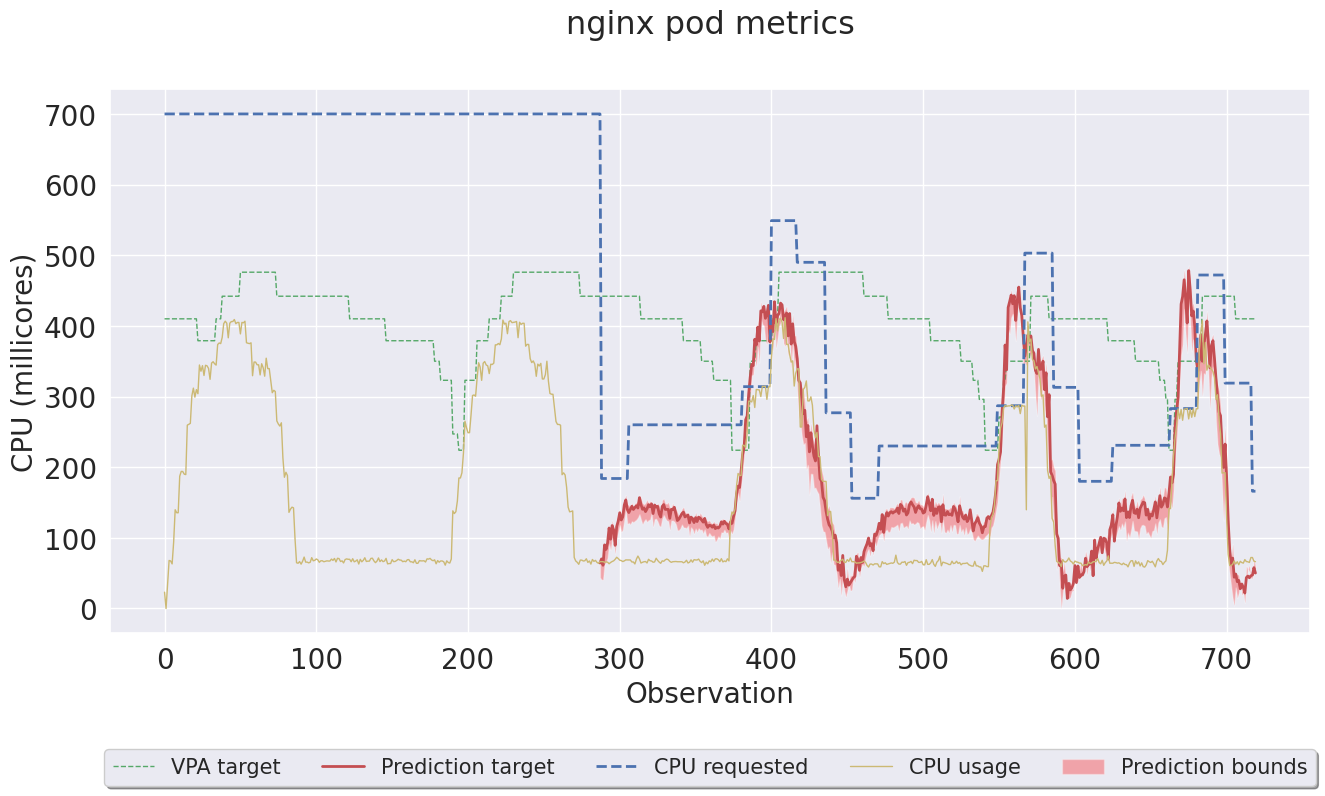 nginx pod metrics
CPU (millicores)
700
600
500
400
300
200
100
0
0 100 200 300 400 500 600 700
Observation
VPA target Prediction target CPU requested CPU usage Prediction bounds